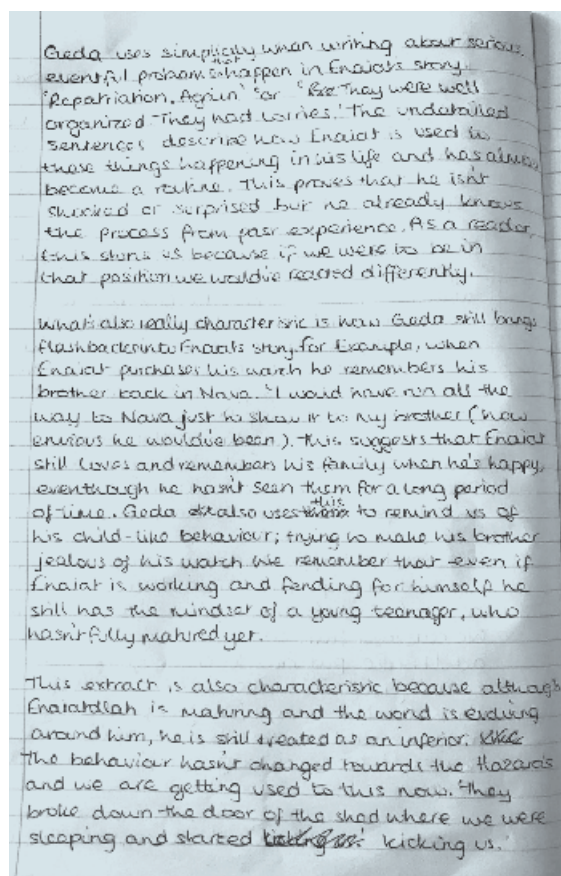 Geda uses simplicity when writing about serious,
eventful problems that happen in Enaiat's story.
'Repatriation. Again' or 'They were well
organized. They had lorries.' The undetailed
sentences describe how Enaiat is used to
these things happening in his life and has almost
become a routine. This proves that he isn't
shocked or surprised but he already knows
the process from past experience. As a reader,
this stuns us because if we were to be in
that position we would've reacted differently.
What's also really characteristic is how Geda still brings
flashbacks into Enaiat's story. for Example, when
Enaiat purchases his watch he remembers his
brother back in Nava. "I would have run all the
way to Nava just to show it to my brother (how
envious he would've been). This suggests that Enaiat
still loves and remembers his family when he's happy,
eventhough he hasn't seen them for a long period
of time. Geda also uses this to remind us of
his child-like behaviour; trying to make his brother
jealous of his watch. We remember that even if
Enaiat is working and fending for himself he
still has the mindset of a young teenager, who
hasn't fully matured yet.
This extract is also characteristic because although
Enaiatollah is maturing and the world is evolving
around him, he is still treated as an inferior.
The behaviour hasn't changed towards the Hazaras
and we are getting used to this now. 'They
broke down the door of the shed where we were
sleeping and started kicking us.'